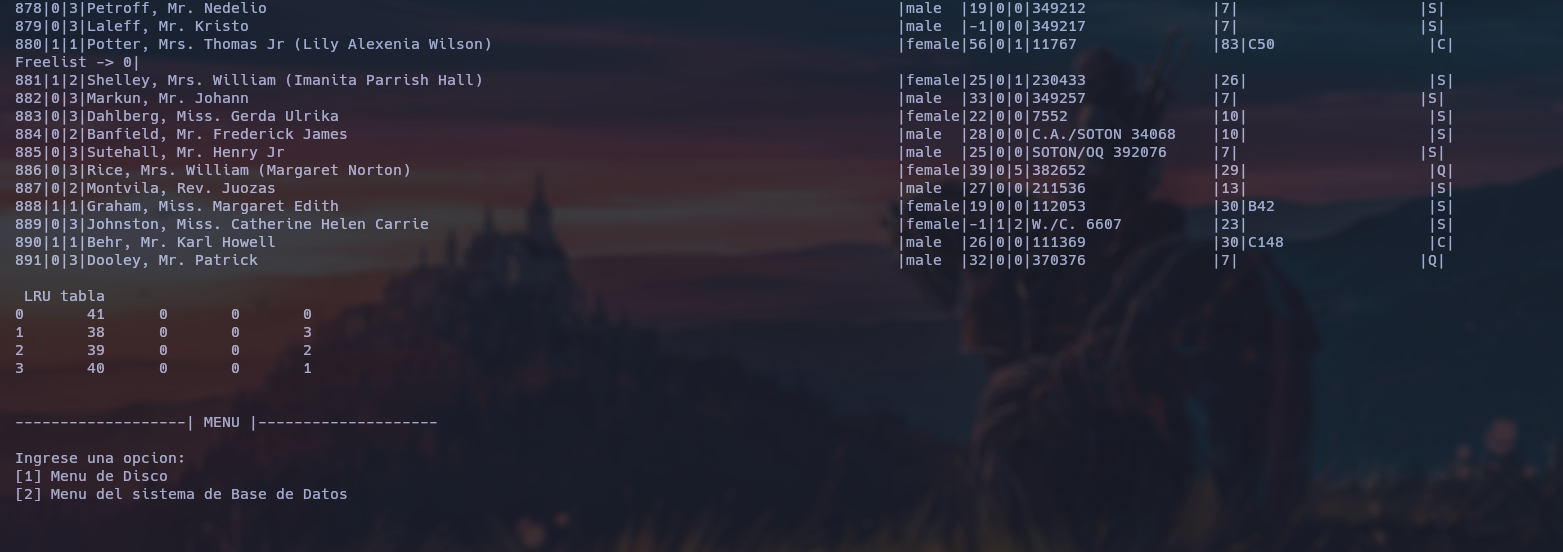 878|0|3|Petroff, Mr. Nedelio |male |19|0|0|349212 |7| |S|
879|0|3|Laleff, Mr. Kristo |male |-1|0|0|349217 |7| |S|
880|1|1|Potter, Mrs. Thomas Jr (Lily Alexenia Wilson) |female|56|0|1|11767 |83|C50 |C|
Freelist -> 0|
881|1|2|Shelley, Mrs. William (Imanita Parrish Hall) |female|25|0|1|230433 |26| |S|
882|0|3|Markun, Mr. Johann |male |33|0|0|349257 |7| |S|
883|0|3|Dahlberg, Miss. Gerda Ulrika |female|22|0|0|7552 |10| |S|
884|0|2|Banfield, Mr. Frederick James |male |28|0|0|C.A./SOTON 34068 |10| |S|
885|0|3|Sutehall, Mr. Henry Jr |male |25|0|0|SOTON/OQ 392076 |7| |S|
886|0|3|Rice, Mrs. William (Margaret Norton) |female|39|0|5|382652 |29| |Q|
887|0|2|Montvila, Rev. Juozas |male |27|0|0|211536 |13| |S|
888|1|1|Graham, Miss. Margaret Edith |female|19|0|0|112053 |30|B42 |S|
889|0|3|Johnston, Miss. Catherine Helen Carrie |female|-1|1|2|W./C. 6607 |23| |S|
890|1|1|Behr, Mr. Karl Howell |male |26|0|0|111369 |30|C148 |C|
891|0|3|Dooley, Mr. Patrick |male |32|0|0|370376 |7| |Q|
LRU tabla
0 41 0 0 0
1 38 0 0 3
2 39 0 0 2
3 40 0 0 1
-------------------| MENU |--------------------
Ingrese una opcion:
[1] Menu de Disco
[2] Menu del sistema de Base de Datos